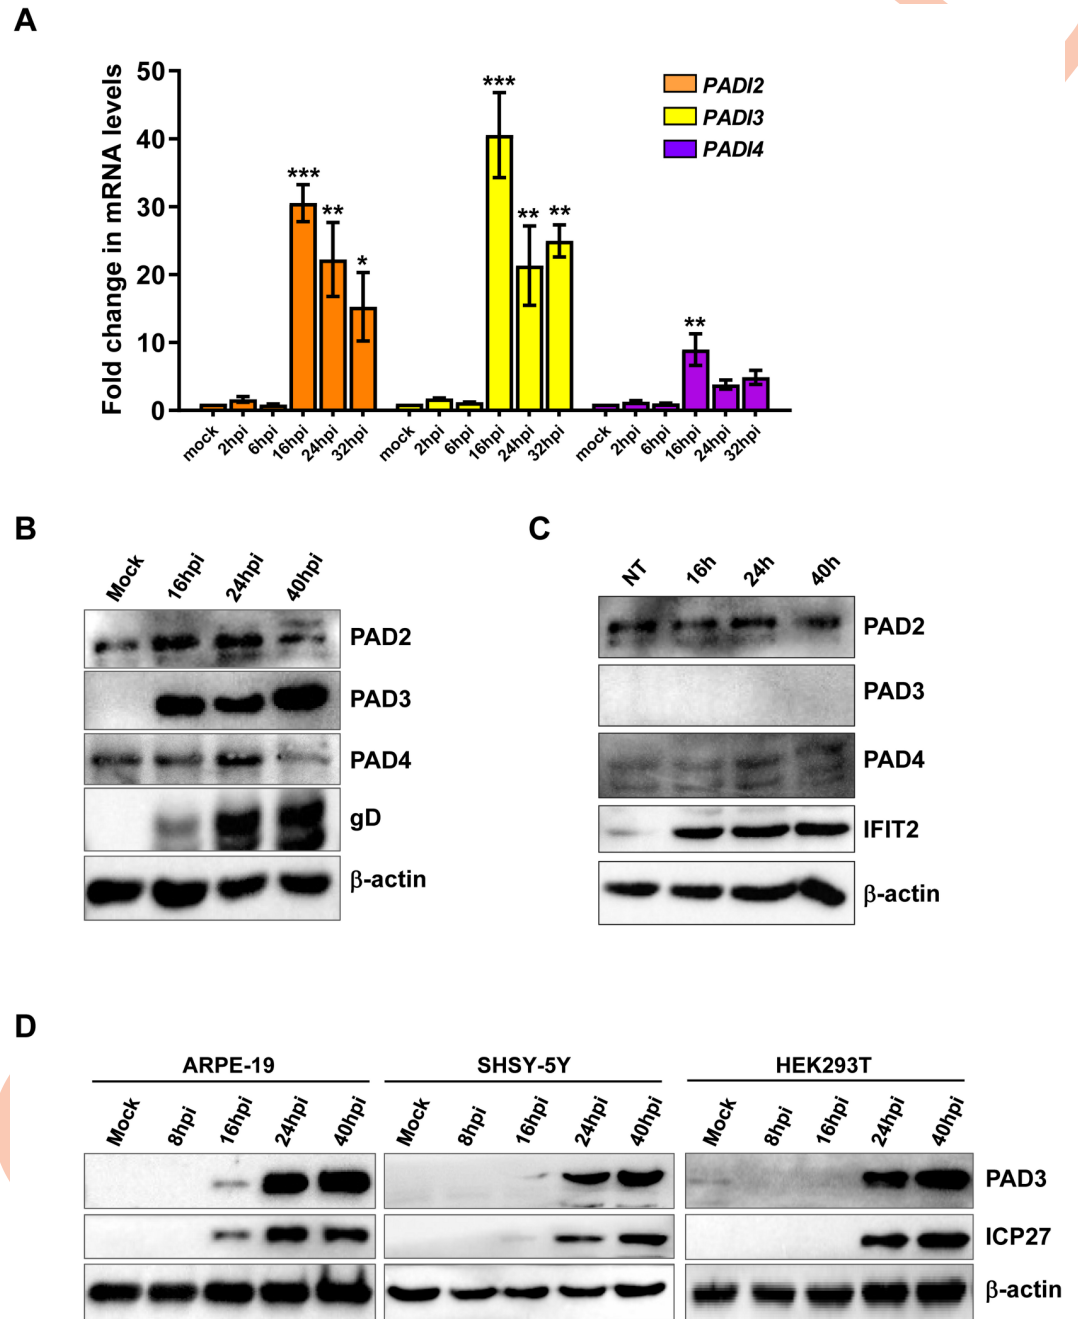 A
Fold change in mRNA levels
50
40
30
20
10
0
*** ** *
*** ** **
**
PADI2
PADI3
PADI4
mock 2hpi 6hpi 16hpi 24hpi 32hpi mock 2hpi 6hpi 16hpi 24hpi 32hpi mock 2hpi 6hpi 16hpi 24hpi 32hpi
B
Mock 16hpi 24hpi 40hpi
PAD2
PAD3
PAD4
gD
β-actin
C
NT 16h 24h 40h
PAD2
PAD3
PAD4
IFIT2
β-actin
D
ARPE-19 SHSY-5Y HEK293T
Mock 8hpi 16hpi 24hpi 40hpi Mock 8hpi 16hpi 24hpi 40hpi Mock 8hpi 16hpi 24hpi 40hpi
PAD3
ICP27
β-actin